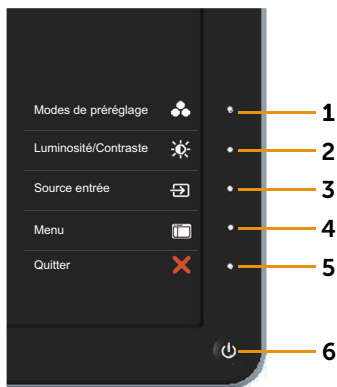 Modes de préréglage 1
Luminosité/Contraste 2
Source entrée 3
Menu 4
Quitter 5
6